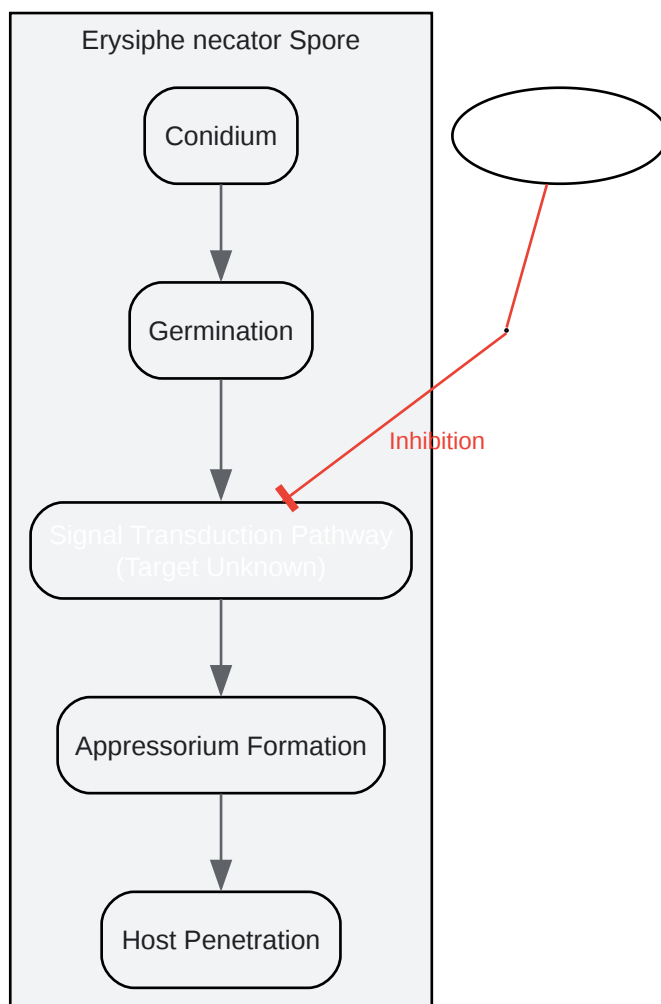 Erysiphe necator Spore
Conidium
Germination
Inhibition
Signal Transduction Pathway
(Target Unknown)
Appressorium Formation
Host Penetration